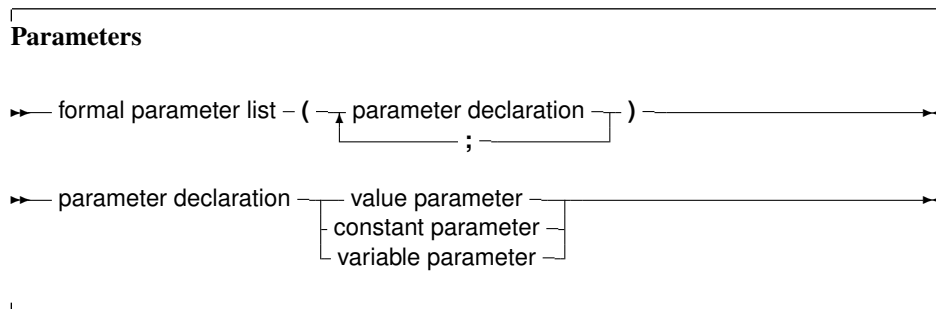 Parameters
formal parameter list ( parameter declaration )
;
parameter declaration value parameter
constant parameter
variable parameter